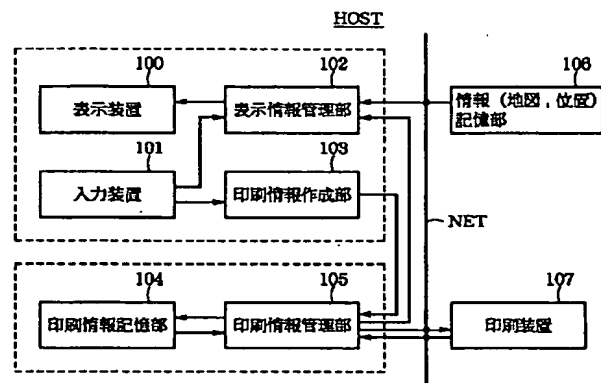 HOST
100
表示装置
102
表示情報管理部
106
情報（地図，位置）
記憶部
101
入力装置
103
印刷情報作成部
NET
104
印刷情報記憶部
105
印刷情報管理部
107
印刷装置